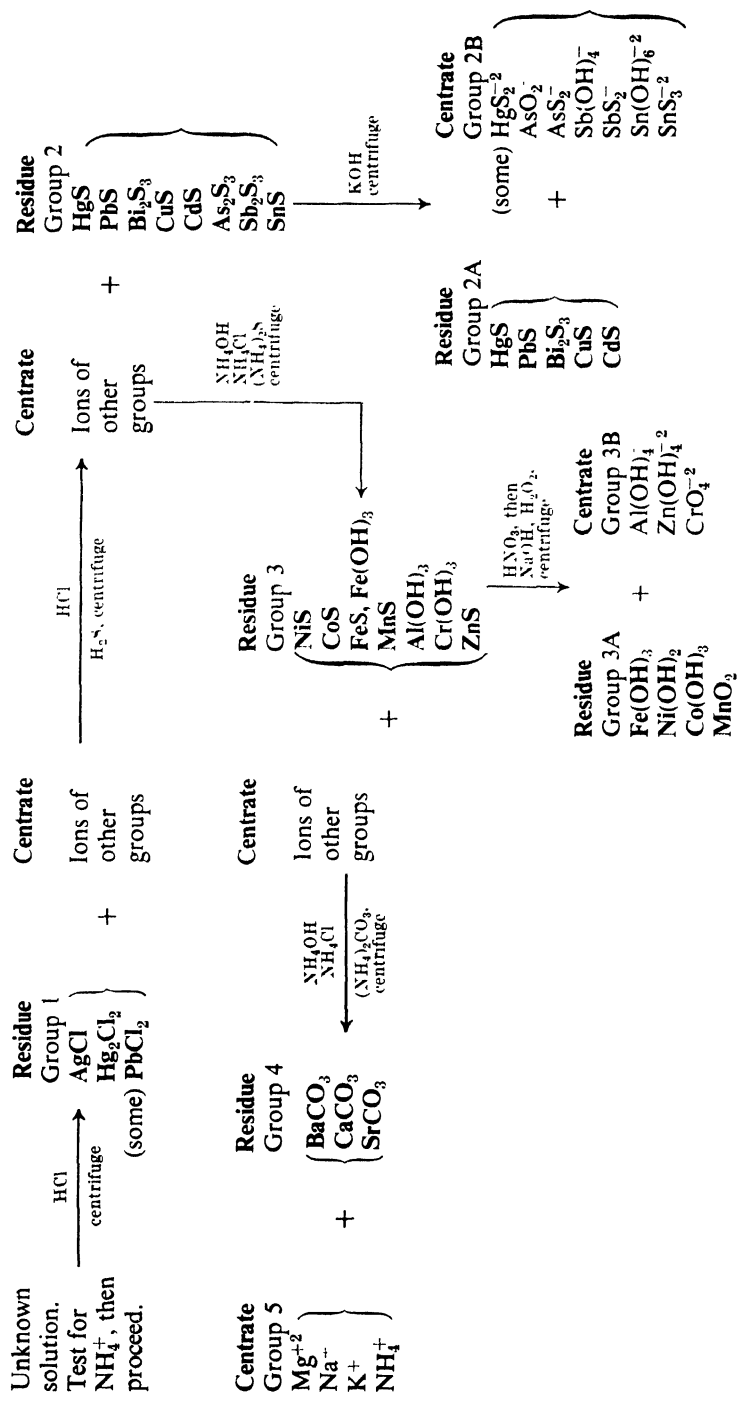 Unknown
solution.
Test for
NH₄⁺, then
proceed.
HCl
centrifuge
Residue
Group 1
AgCl
Hg₂Cl₂
(some) PbCl₂
+
Centrate
Ions of
other
groups
HCl
H₂S, centrifuge
Centrate
Ions of
other
groups
+
Residue
Group 2
HgS
PbS
Bi₂S₃
CuS
CdS
As₂S₃
Sb₂S₃
SnS
NH₄OH
NH₄Cl
(NH₄)₂S
centrifuge
KOH
centrifuge
Centrate
Group 5
Mg⁺²
Na⁻
K⁺
NH₄⁺
+
Residue
Group 4
BaCO₃
CaCO₃
SrCO₃
NH₄OH
NH₄Cl
(NH₄)₂CO₃,
centrifuge
Centrate
Ions of
other
groups
+
Residue
Group 3
NiS
CoS
FeS, Fe(OH)₃
MnS
Al(OH)₃
Cr(OH)₃
ZnS
HNO₃, then
NaOH, H₂O₂,
centrifuge
Residue
Group 2A
HgS
PbS
Bi₂S₃
CuS
CdS
+
Centrate
Group 2B
(some) HgS₂⁻²
AsO₂⁻
AsS₂⁻
Sb(OH)₄⁻
SbS₂⁻
Sn(OH)₆⁻²
SnS₃⁻²
Residue
Group 3A
Fe(OH)₃
Ni(OH)₂
Co(OH)₃
MnO₂
+
Centrate
Group 3B
Al(OH)₄⁻
Zn(OH)₄⁻²
CrO₄⁻²